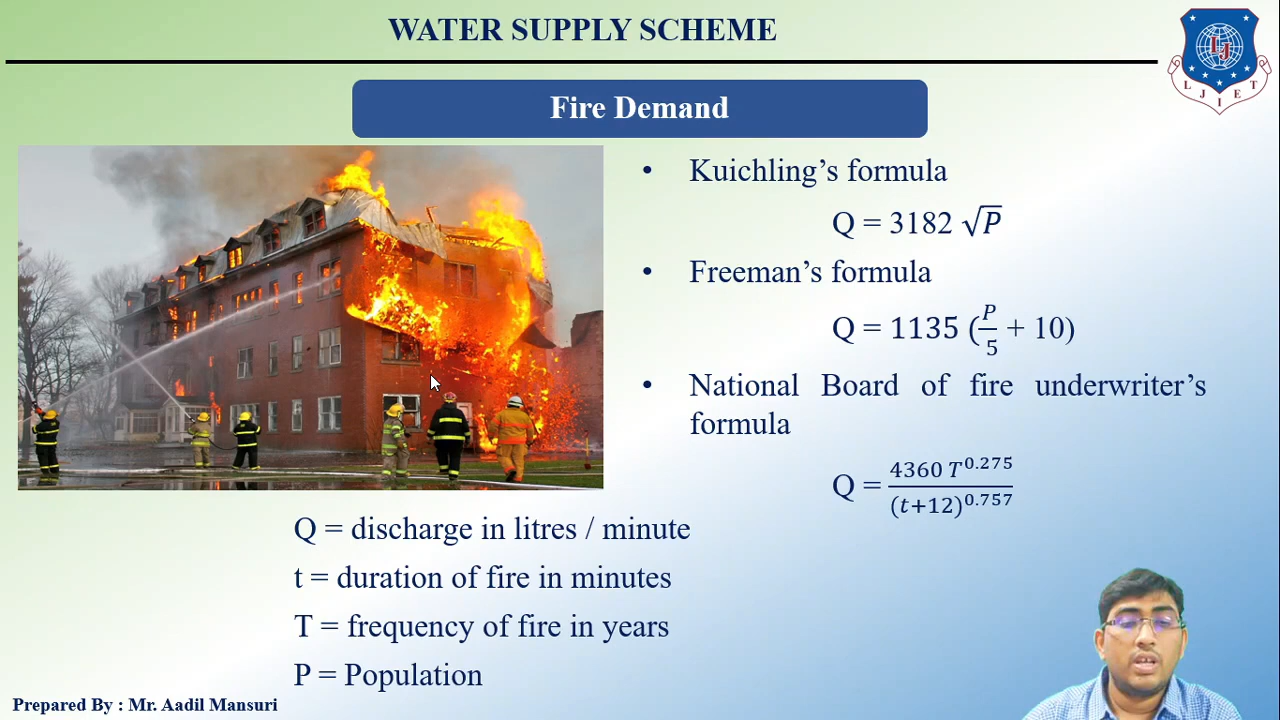 WATER SUPPLY SCHEME
LJ
L J I E T
Fire Demand
• Kuichling’s formula
Q = 3182 √P
• Freeman’s formula
Q = 1135 (P/5 + 10)
• National Board of fire underwriter’s
formula
Q = 4360 T^0.275 / (t+12)^0.757
Q = discharge in litres / minute
t = duration of fire in minutes
T = frequency of fire in years
P = Population
Prepared By : Mr. Aadil Mansuri